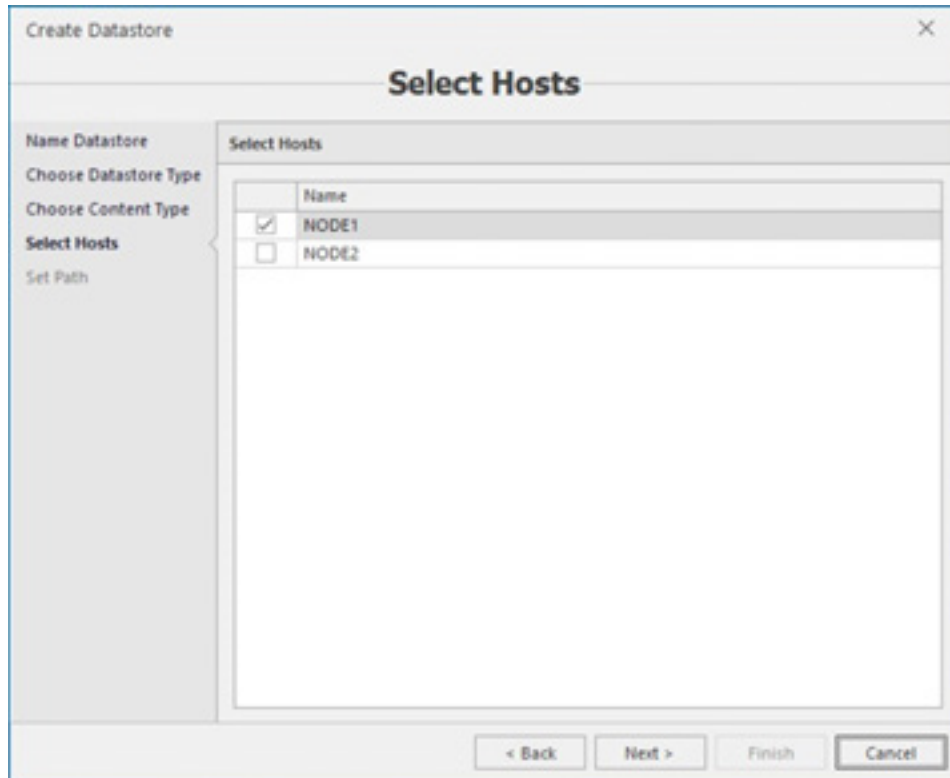 Create Datastore
Select Hosts
Name Datastore
Choose Datastore Type
Choose Content Type
Select Hosts
Set Path
Select Hosts
Name
NODE1
NODE2
< Back Next > Finish Cancel